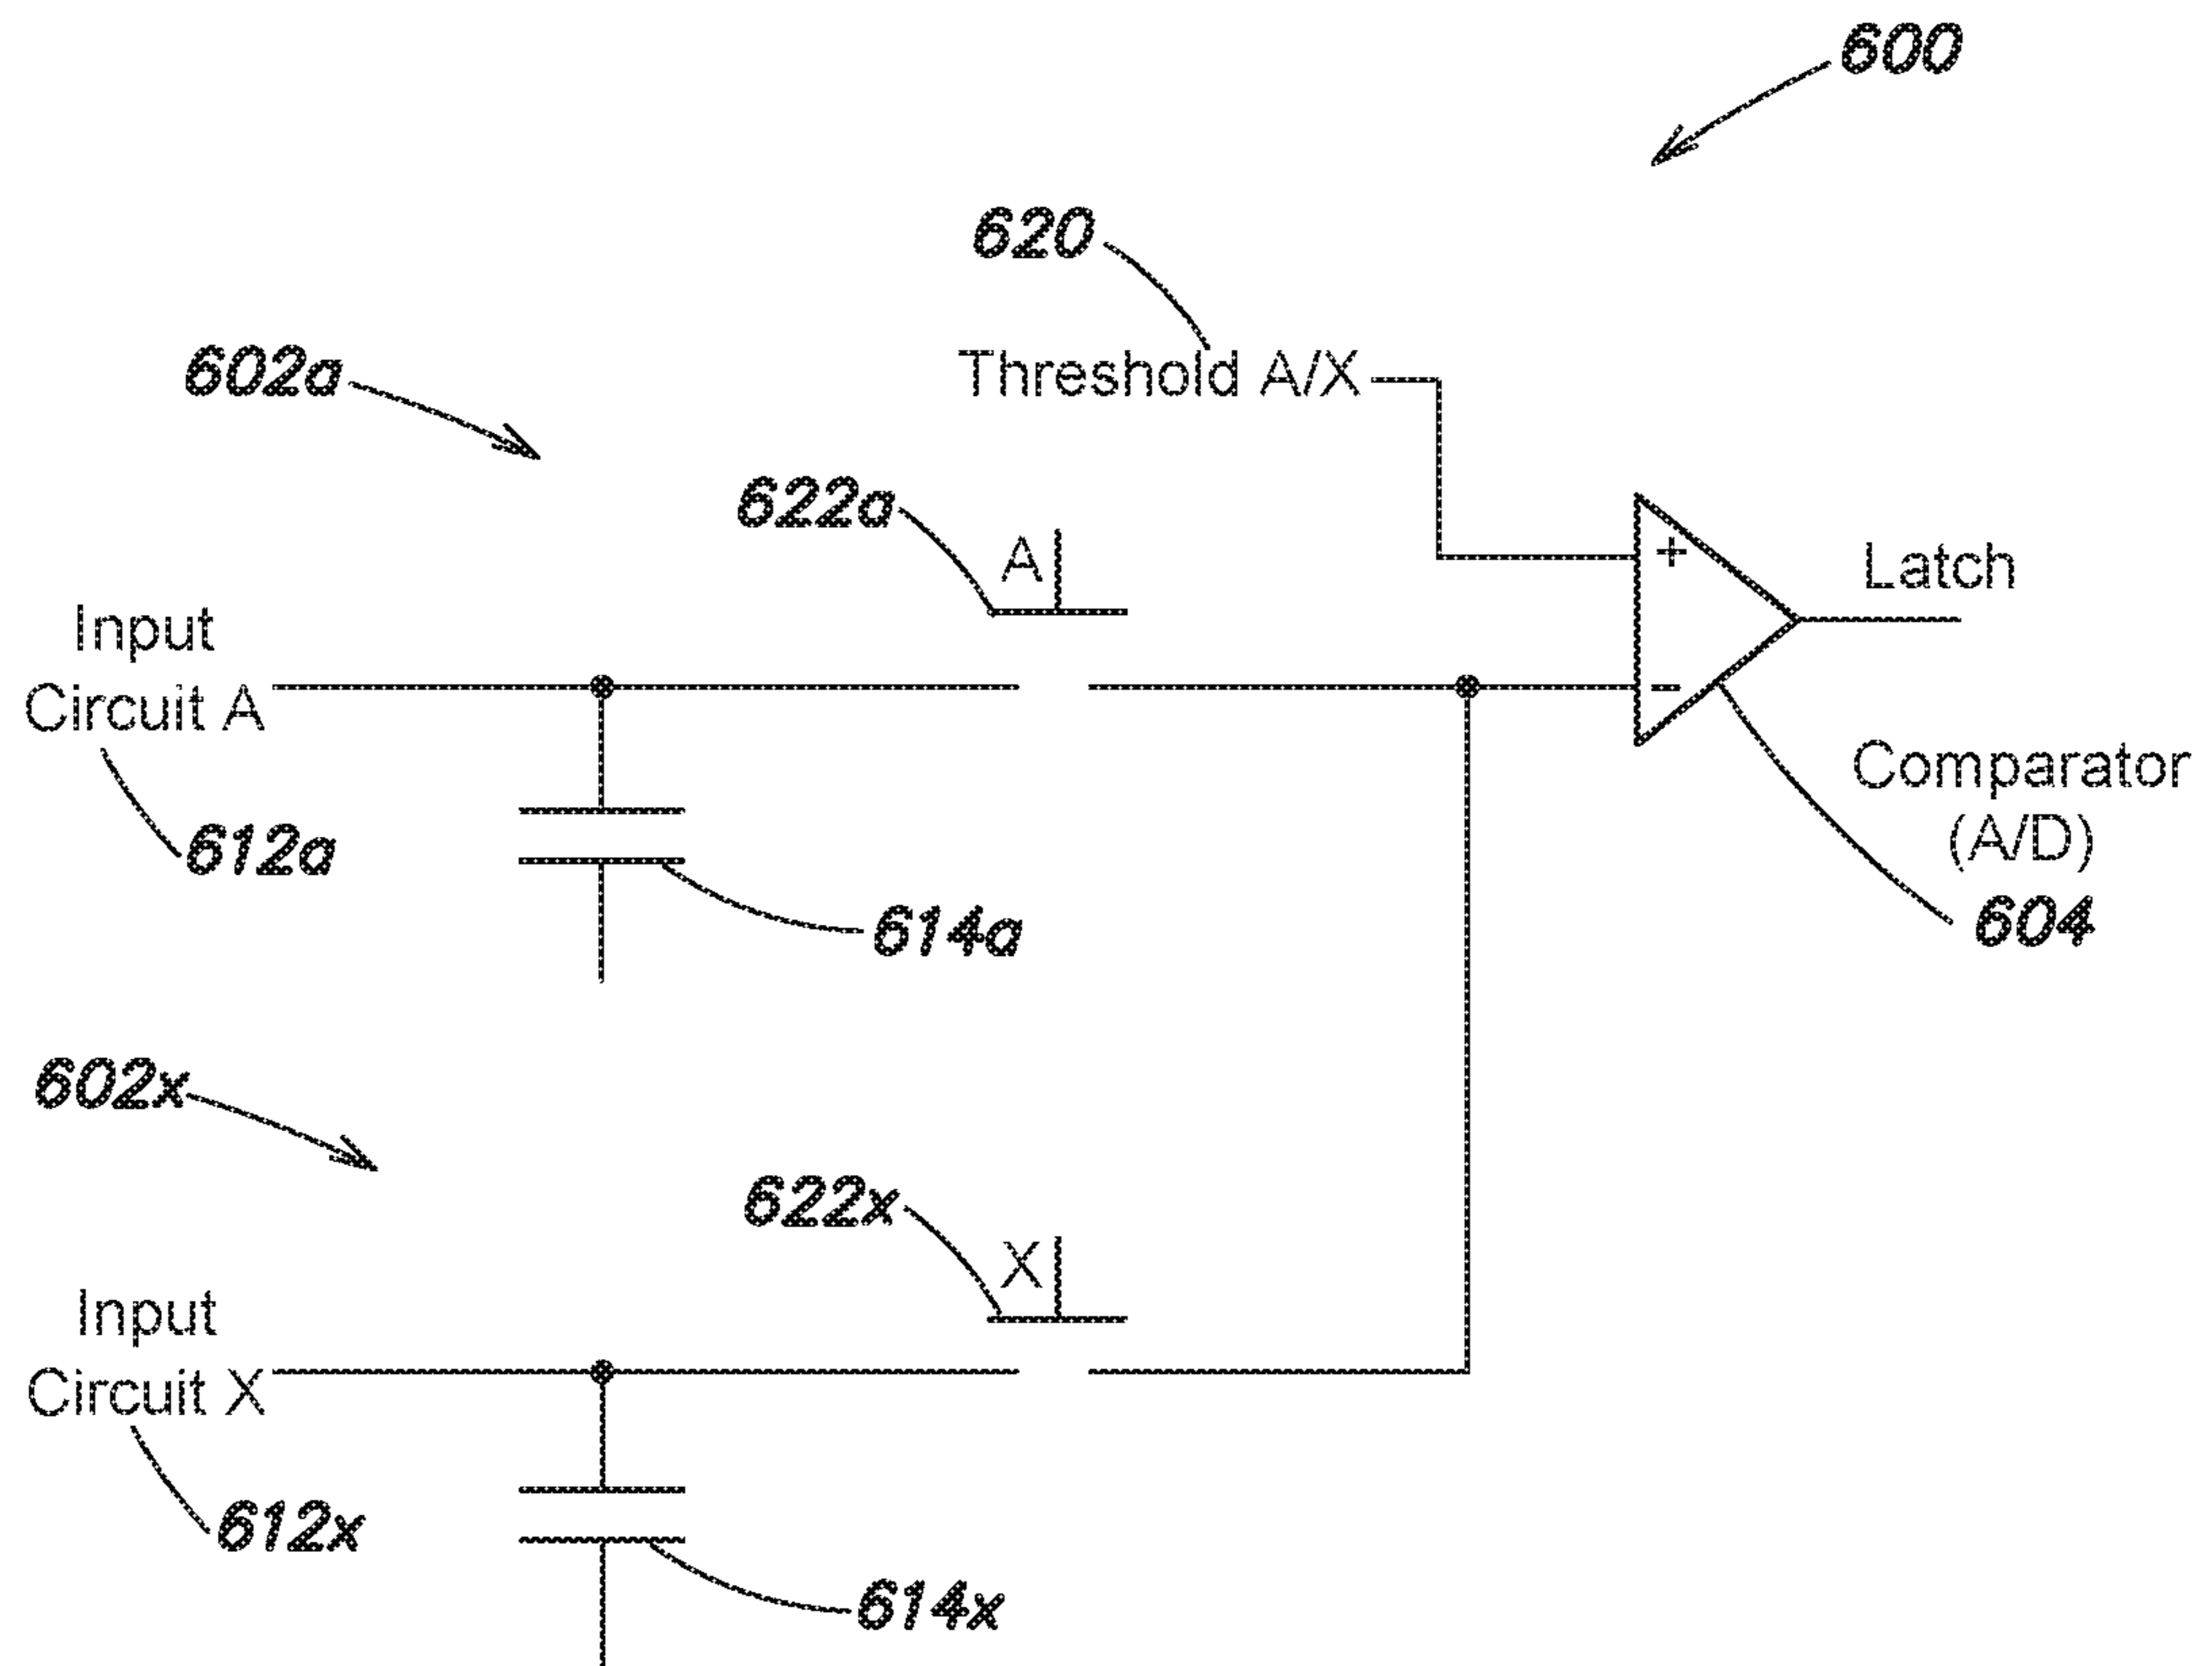 600
620
Threshold A/X
602a
622a
A
+
Latch
Input
Circuit A
-
Comparator
(A/D)
604
612a
614a
602x
622x
X
Input
Circuit X
612x
614x